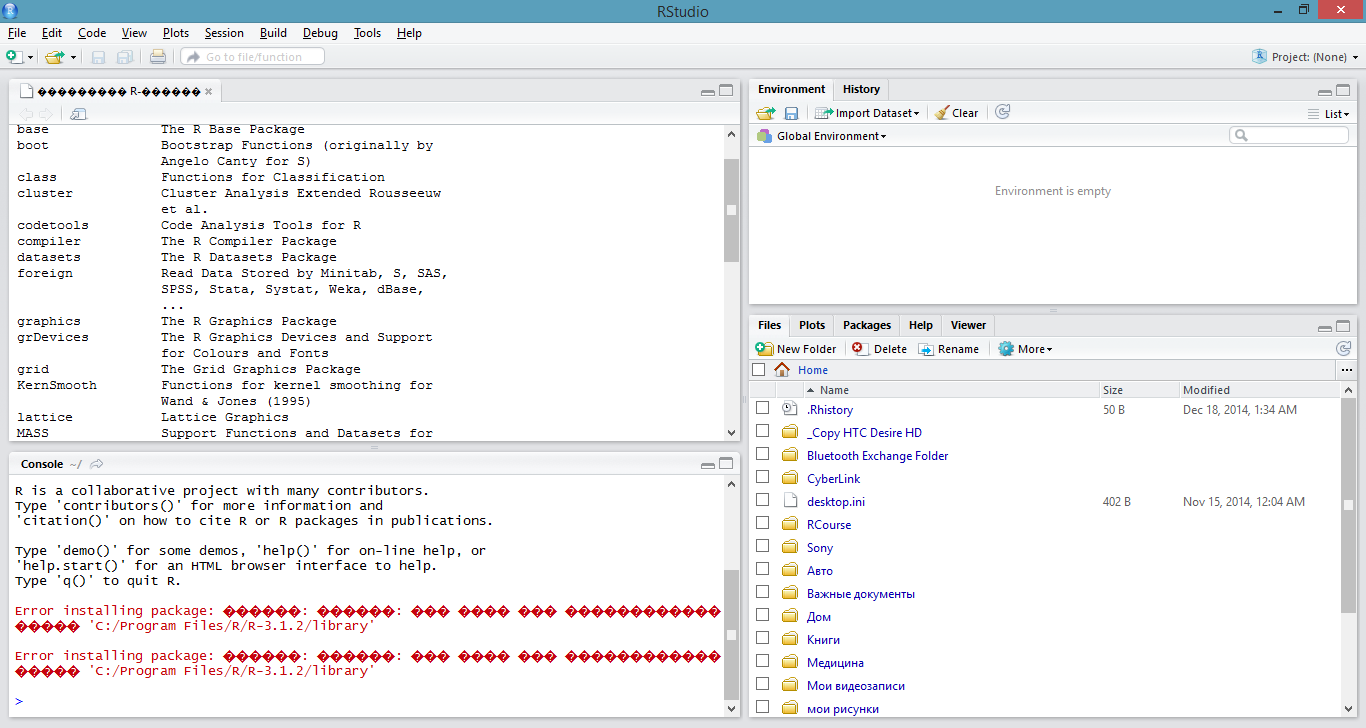 RStudio
File Edit Code View Plots Session Build Debug Tools Help
Go to file/function
Project: (None)
��������� R-������
base The R Base Package
boot Bootstrap Functions (originally by
Angelo Canty for S)
class Functions for Classification
cluster Cluster Analysis Extended Rousseeuw
et al.
codetools Code Analysis Tools for R
compiler The R Compiler Package
datasets The R Datasets Package
foreign Read Data Stored by Minitab, S, SAS,
SPSS, Stata, Systat, Weka, dBase,
...
graphics The R Graphics Package
grDevices The R Graphics Devices and Support
for Colours and Fonts
grid The Grid Graphics Package
KernSmooth Functions for kernel smoothing for
Wand & Jones (1995)
lattice Lattice Graphics
MASS Support Functions and Datasets for
Console ~/
R is a collaborative project with many contributors.
Type 'contributors()' for more information and
'citation()' on how to cite R or R packages in publications.
Type 'demo()' for some demos, 'help()' for on-line help, or
'help.start()' for an HTML browser interface to help.
Type 'q()' to quit R.
Error installing package: ������: ������: ��� ���� ��� ������������
����� 'C:/Program Files/R/R-3.1.2/library'
Error installing package: ������: ������: ��� ���� ��� ������������
����� 'C:/Program Files/R/R-3.1.2/library'
>
Environment History
Import Dataset Clear List
Global Environment
Environment is empty
Files Plots Packages Help Viewer
New Folder Delete Rename More
Home ...
Name Size Modified
.Rhistory 50 B Dec 18, 2014, 1:34 AM
_Copy HTC Desire HD
Bluetooth Exchange Folder
CyberLink
desktop.ini 402 B Nov 15, 2014, 12:04 AM
RCourse
Sony
Авто
Важные документы
Дом
Книги
Медицина
Мои видеозаписи
мои рисунки